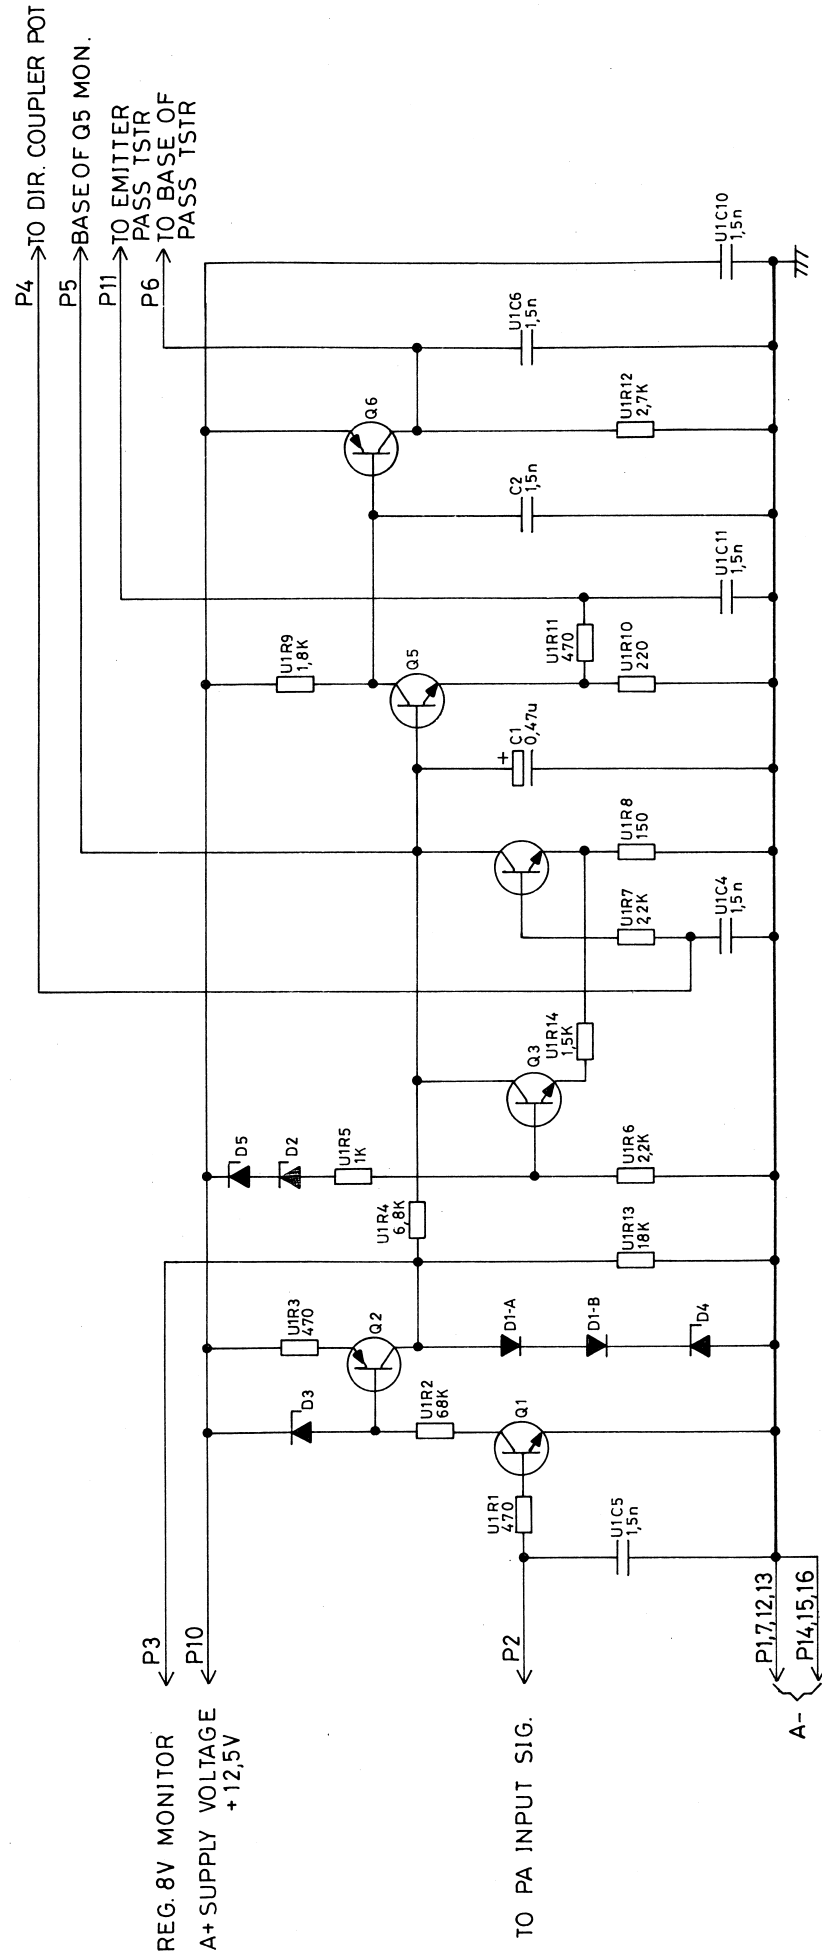 REG. 8V MONITOR
A+ SUPPLY VOLTAGE
+12,5V
TO PA INPUT SIG.
A-
P3
P10
P2
P1,7,12,13
P14,15,16
U1R1
470
U1C5
1,5n
Q1
U1R2
68K
D3
Q2
U1R3
470
D1-A
D1-B
D4
U1R13
18K
U1R4
6,8K
D5
D2
U1R5
1K
U1R6
2,2K
Q3
U1R14
1,5K
U1R7
2,2K
U1C4
1,5n
U1R8
150
+
C1
0,47u
Q5
U1R9
1,8K
U1R11
470
U1R10
220
U1C11
1,5n
C2
1,5n
Q6
U1R12
2,7K
U1C6
1,5n
U1C10
1,5n
P4
TO DIR. COUPLER POT
P5
BASE OF Q5 MON.
P11
TO EMITTER
PASS TSTR
P6
TO BASE OF
PASS TSTR